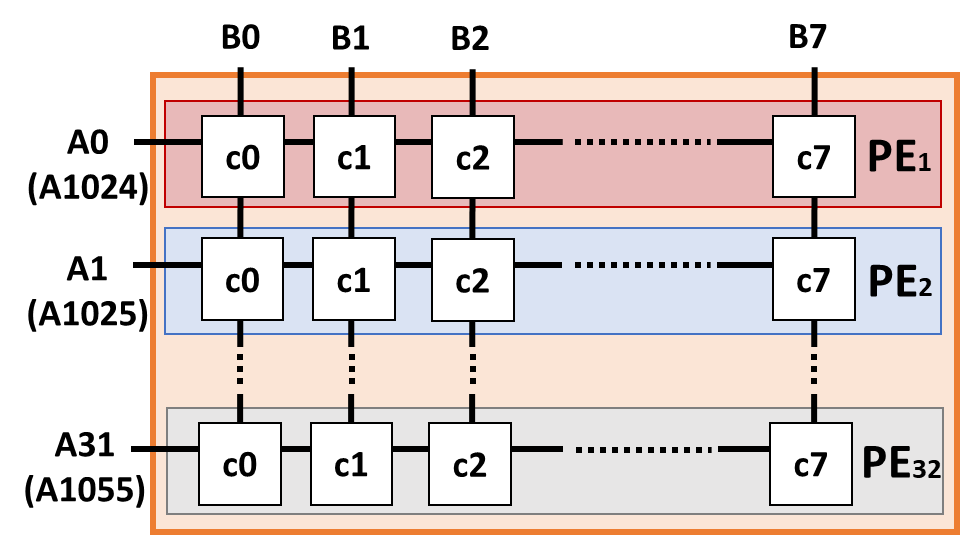 B0 B1 B2 B7
A0
(A1024)
c0 c1 c2 c7 PE1
A1
(A1025)
c0 c1 c2 c7 PE2
A31
(A1055)
c0 c1 c2 c7 PE32